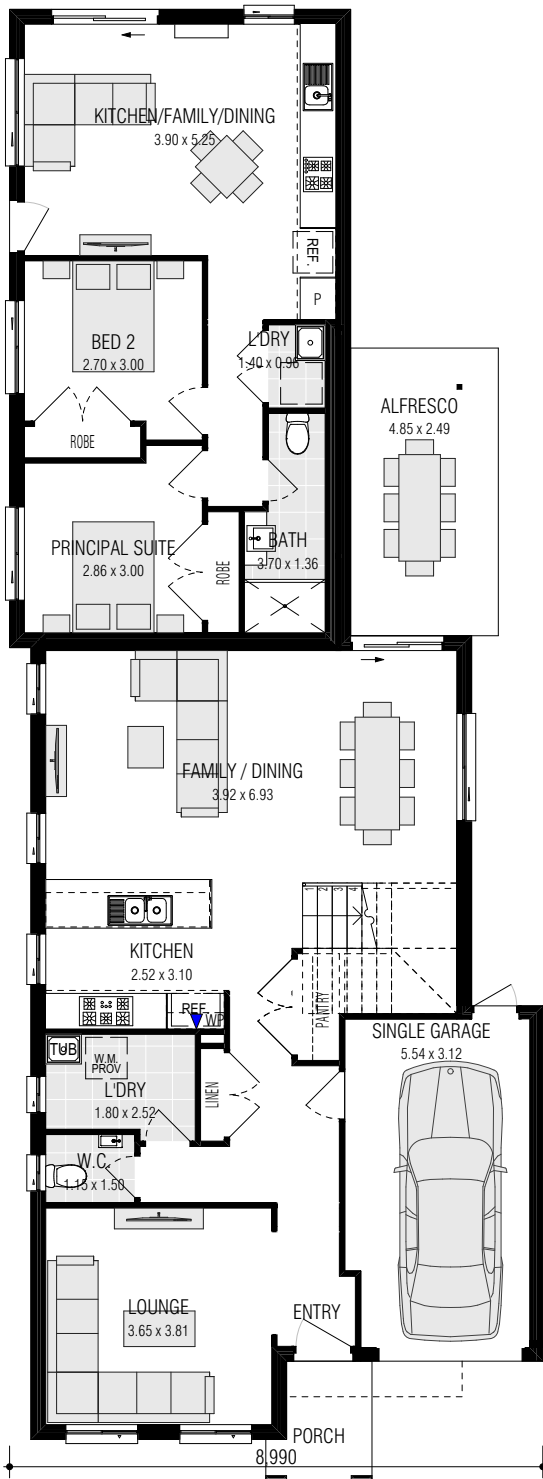 KITCHEN/FAMILY/DINING
3.90 x 5.25
REF.
P
BED 2
2.70 x 3.00
L'DRY
1.40 x 0.96
ROBE
ALFRESCO
4.85 x 2.49
PRINCIPAL SUITE
2.86 x 3.00
ROBE
BATH
3.70 x 1.36
FAMILY / DINING
3.92 x 6.93
1 2 3 4
KITCHEN
2.52 x 3.10
REF.
WP
PANTRY
SINGLE GARAGE
5.54 x 3.12
TUB
W.M.
PROV
L'DRY
1.80 x 2.52
LINEN
W.C.
1.15 x 1.50
LOUNGE
3.65 x 3.81
ENTRY
PORCH
8,990